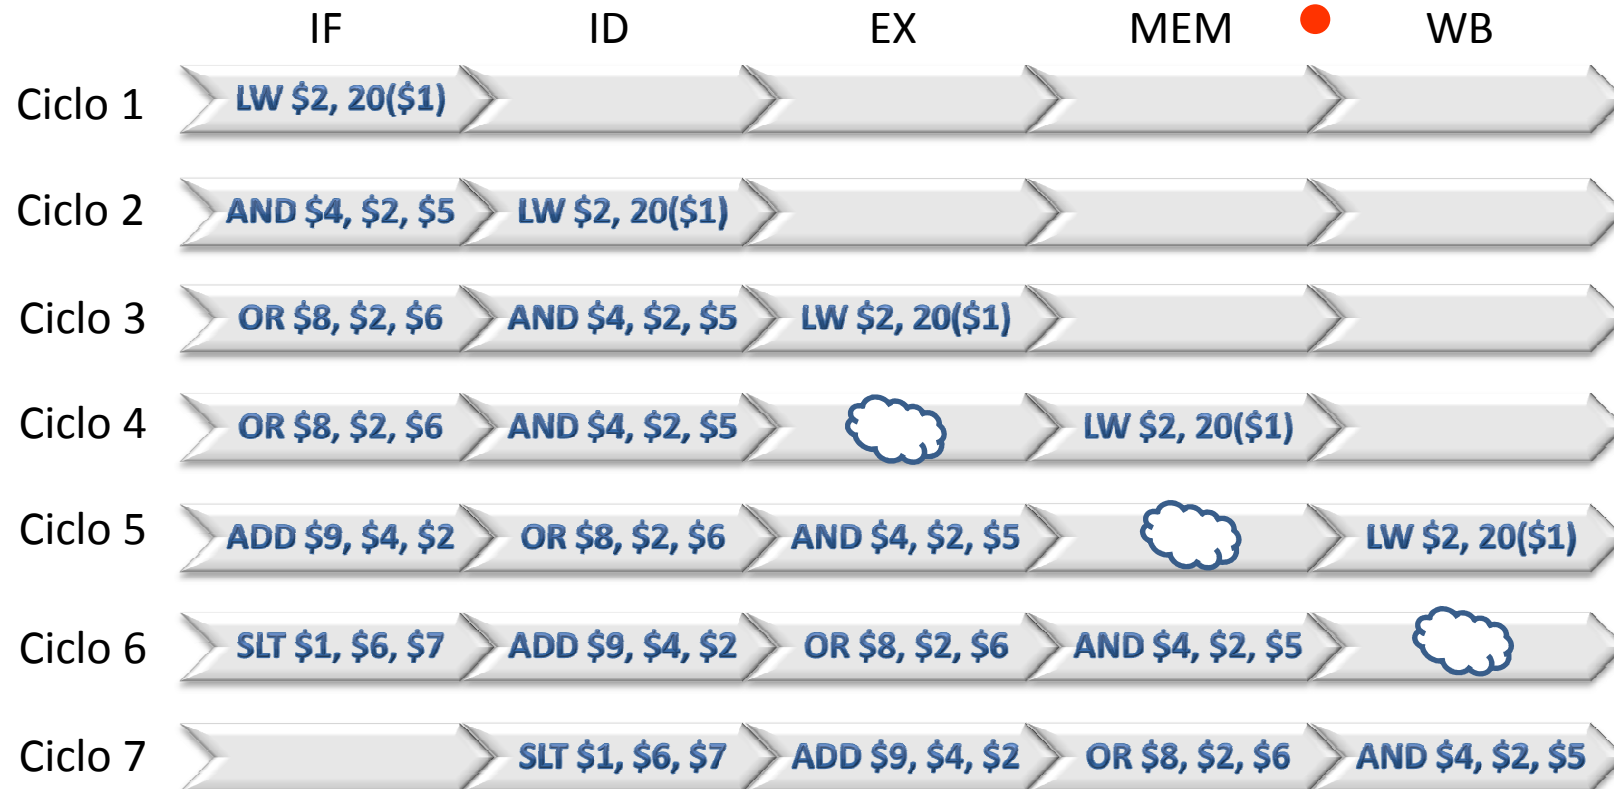 IF ID EX MEM WB
Ciclo 1 LW $2, 20($1)
Ciclo 2 AND $4, $2, $5 LW $2, 20($1)
Ciclo 3 OR $8, $2, $6 AND $4, $2, $5 LW $2, 20($1)
Ciclo 4 OR $8, $2, $6 AND $4, $2, $5 LW $2, 20($1)
Ciclo 5 ADD $9, $4, $2 OR $8, $2, $6 AND $4, $2, $5 LW $2, 20($1)
Ciclo 6 SLT $1, $6, $7 ADD $9, $4, $2 OR $8, $2, $6 AND $4, $2, $5
Ciclo 7 SLT $1, $6, $7 ADD $9, $4, $2 OR $8, $2, $6 AND $4, $2, $5